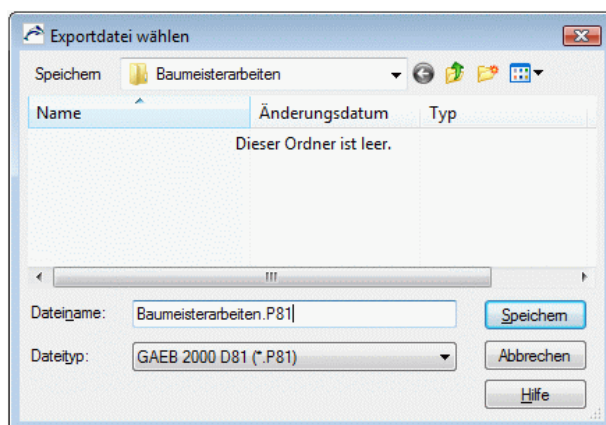 Exportdatei wählen
Speichern Baumeisterarbeiten
Name Änderungsdatum Typ
Dieser Ordner ist leer.
Dateiname: Baumeisterarbeiten.P81
Speichern
Dateityp: GAEB 2000 D81 (*.P81)
Abbrechen
Hilfe